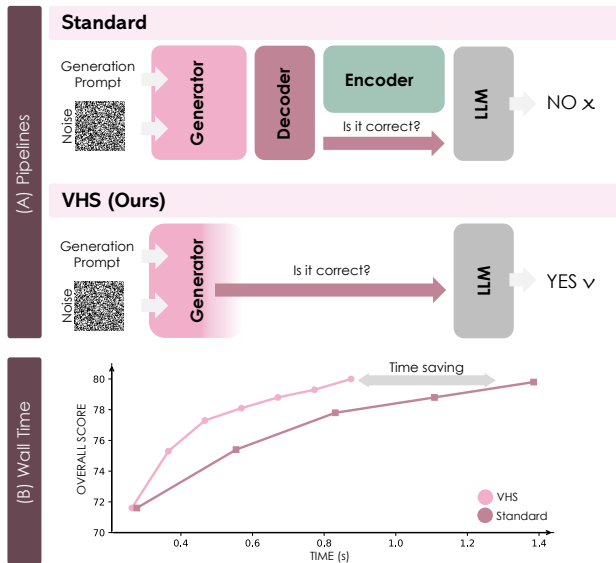 Standard
(A) Pipelines
Generation
Prompt
Noise
Generator
Decoder
Encoder
Is it correct?
LLM
NO x
VHS (Ours)
Generation
Prompt
Noise
Generator
Is it correct?
LLM
YES v
(B) Wall Time
OVERALL SCORE
80
78
76
74
72
70
Time saving
VHS
Standard
0.4 0.6 0.8 1.0 1.2 1.4
TIME (s)